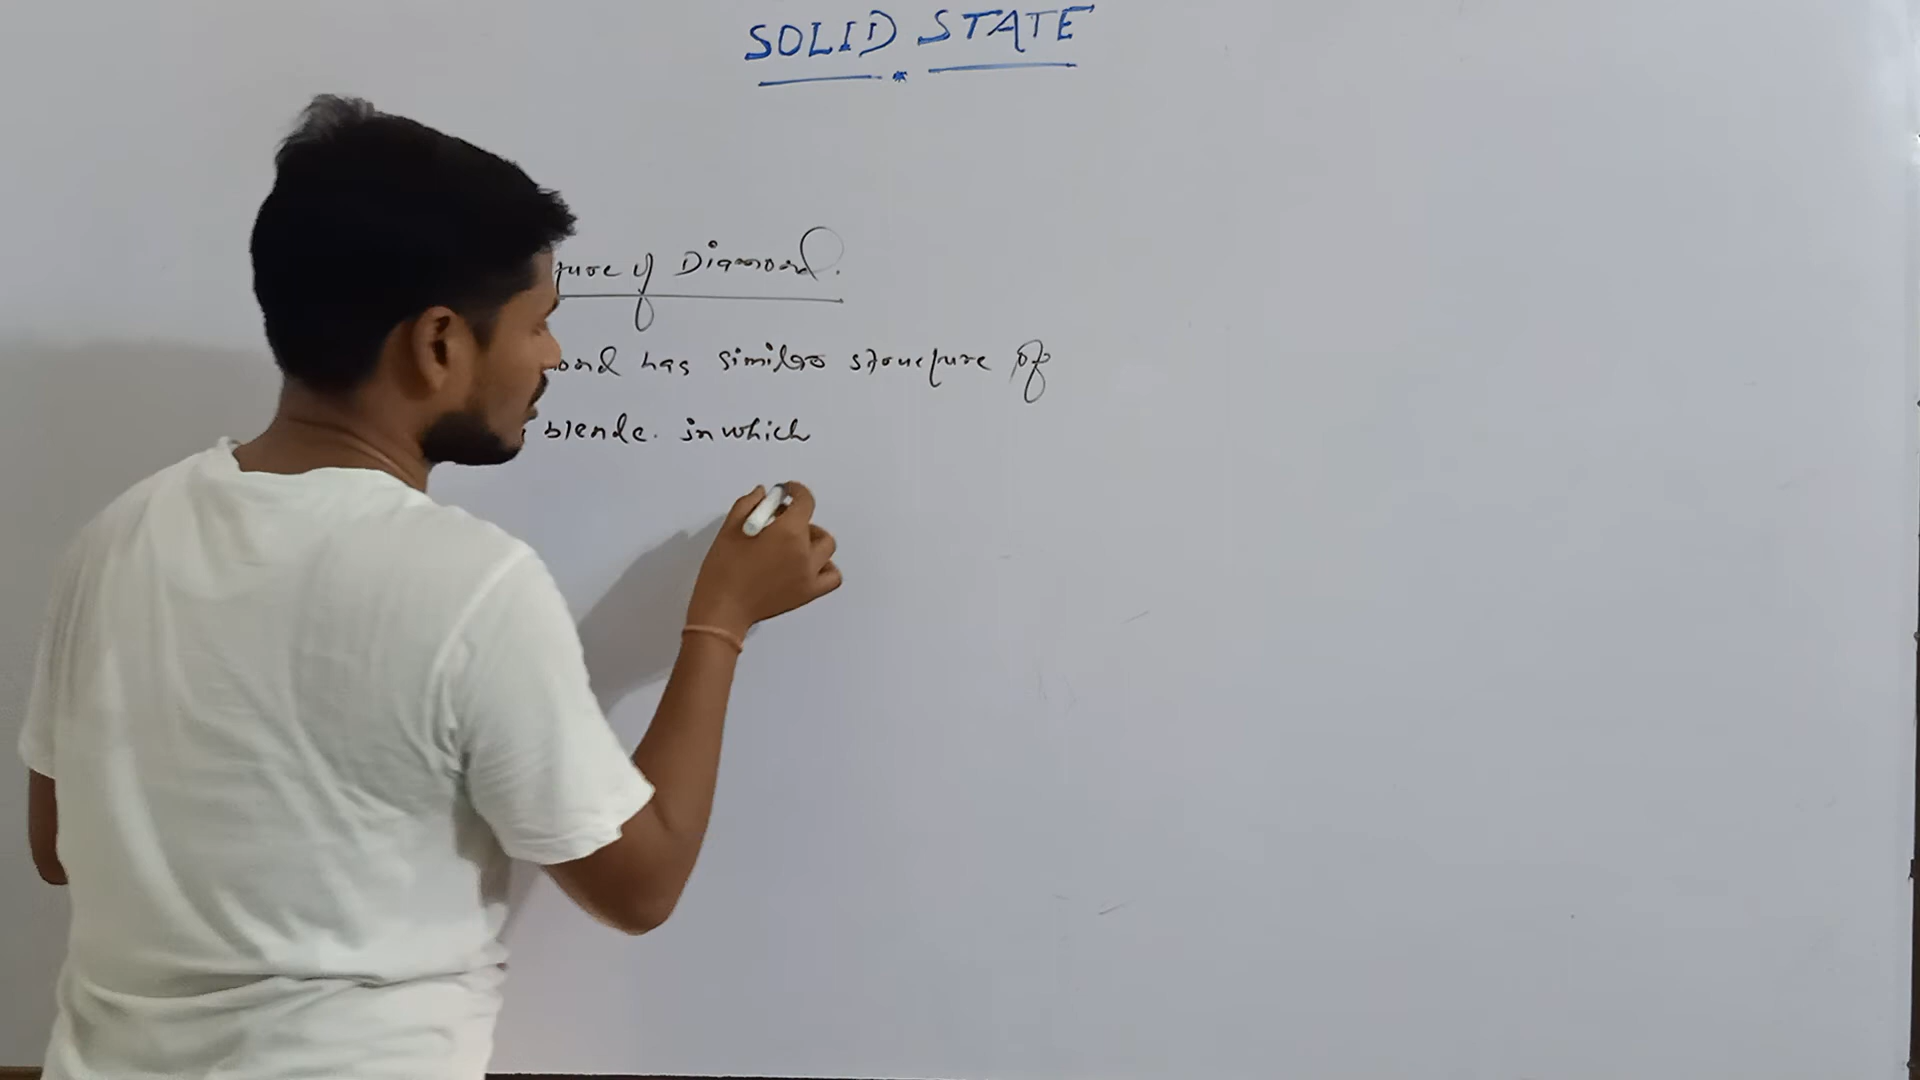 SOLID STATE
ture of Diamond.
ond has similar structure of
blende. in which